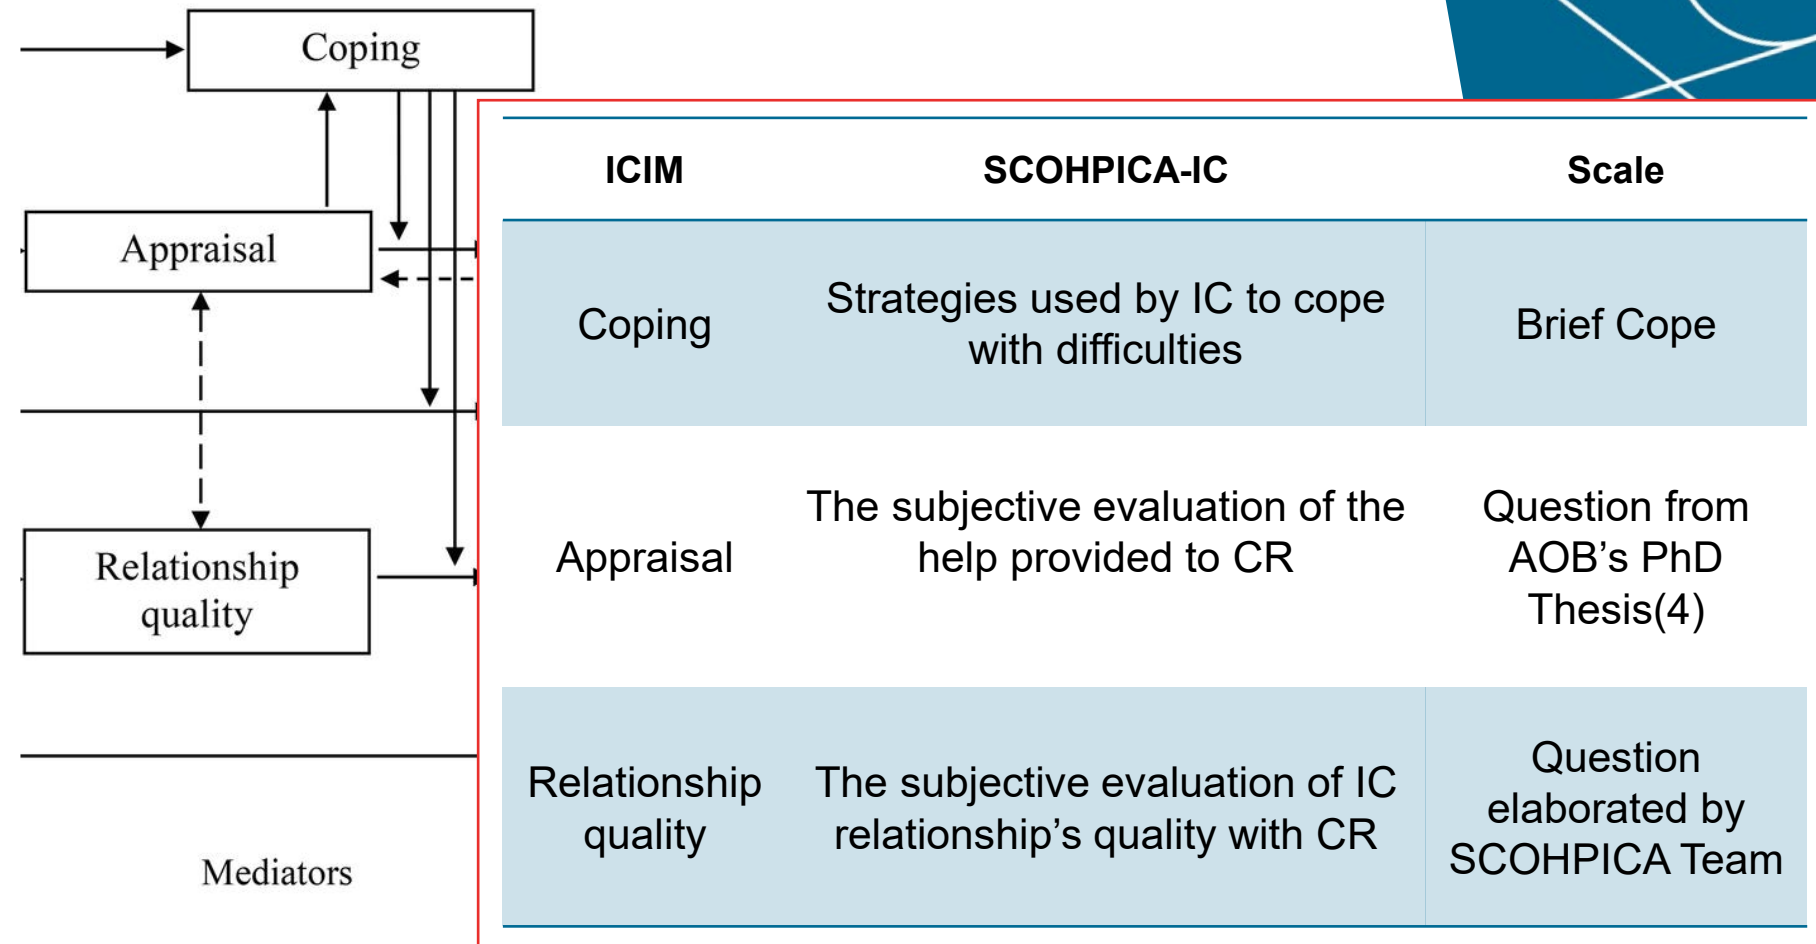 Coping
Appraisal
Relationship
quality
Mediators
ICIM
SCOHPICA-IC
Scale
Coping
Strategies used by IC to cope
with difficulties
Brief Cope
Appraisal
The subjective evaluation of the
help provided to CR
Question from
AOB’s PhD
Thesis(4)
Relationship
quality
The subjective evaluation of IC
relationship’s quality with CR
Question
elaborated by
SCOHPICA Team